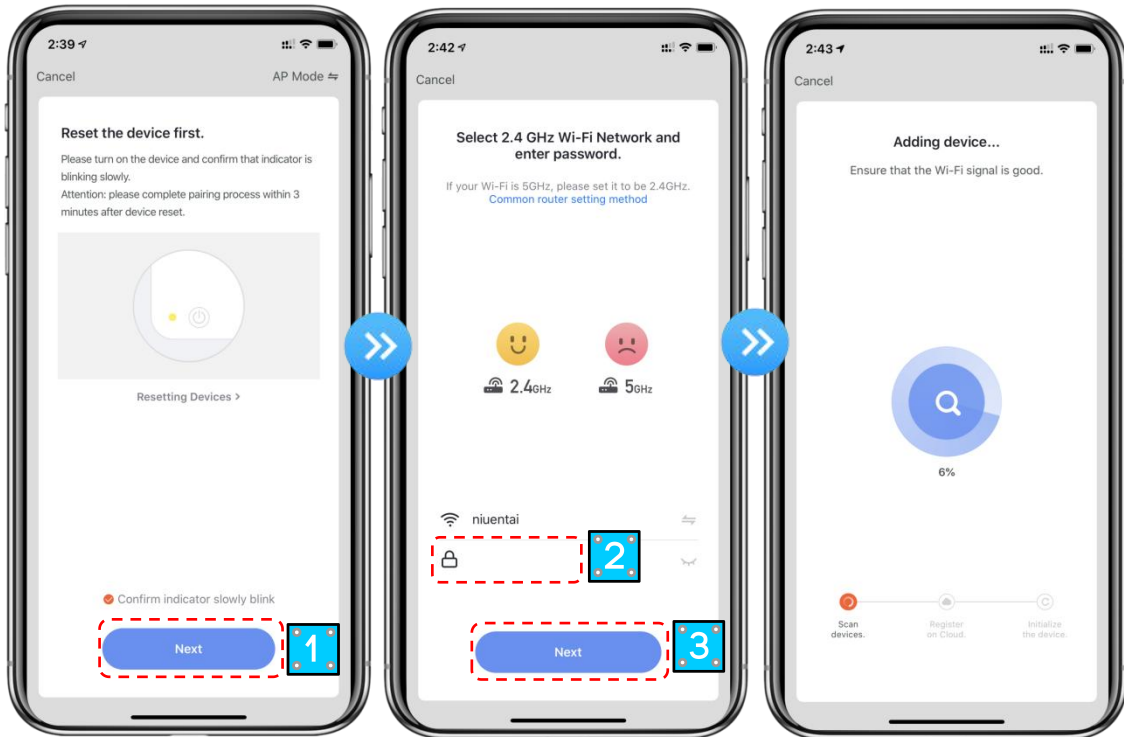 2:39
Cancel
AP Mode
Reset the device first.
Please turn on the device and confirm that indicator is
blinking slowly.
Attention: please complete pairing process within 3
minutes after device reset.
Resetting Devices >
Confirm indicator slowly blink
Next
1
2:42
Cancel
Select 2.4 GHz Wi-Fi Network and
enter password.
If your Wi-Fi is 5GHz, please set it to be 2.4GHz.
Common router setting method
2.4GHz
5GHz
niuentai
2
Next
3
2:43
Cancel
Adding device...
Ensure that the Wi-Fi signal is good.
6%
Scan
devices.
Register
on Cloud.
Initialize
the device.